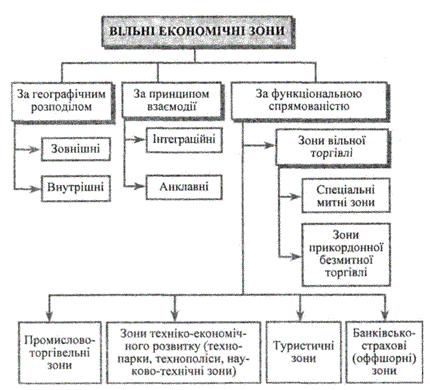 ВІЛЬНІ ЕКОНОМІЧНІ ЗОНИ
За географічним
розподілом
Зовнішні
Внутрішні
За принципом
взаємодії
Інтеграційні
Анклавні
За функціональною
спрямованістю
Зони вільної
торгівлі
Спеціальні
митні зони
Зони
прикордонної
безмитної
торгівлі
Промислово-
торгівельні
зони
Зони техніко-економіч-
ного розвитку (техно-
парки, технополіси, нау-
ково-технічні зони)
Туристичні
зони
Банківсько-
страхові
(оффшорні)
зони